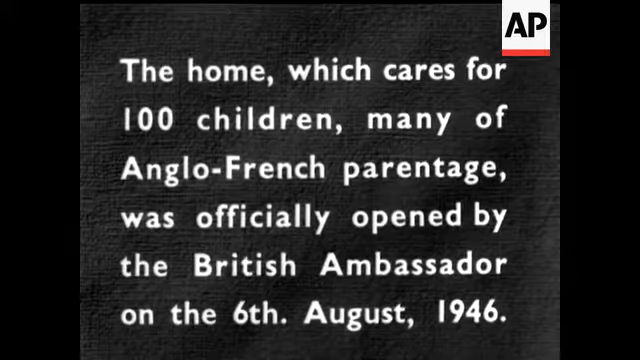 AP
The home, which cares for
100 children, many of
Anglo-French parentage,
was officially opened by
the British Ambassador
on the 6th. August, 1946.